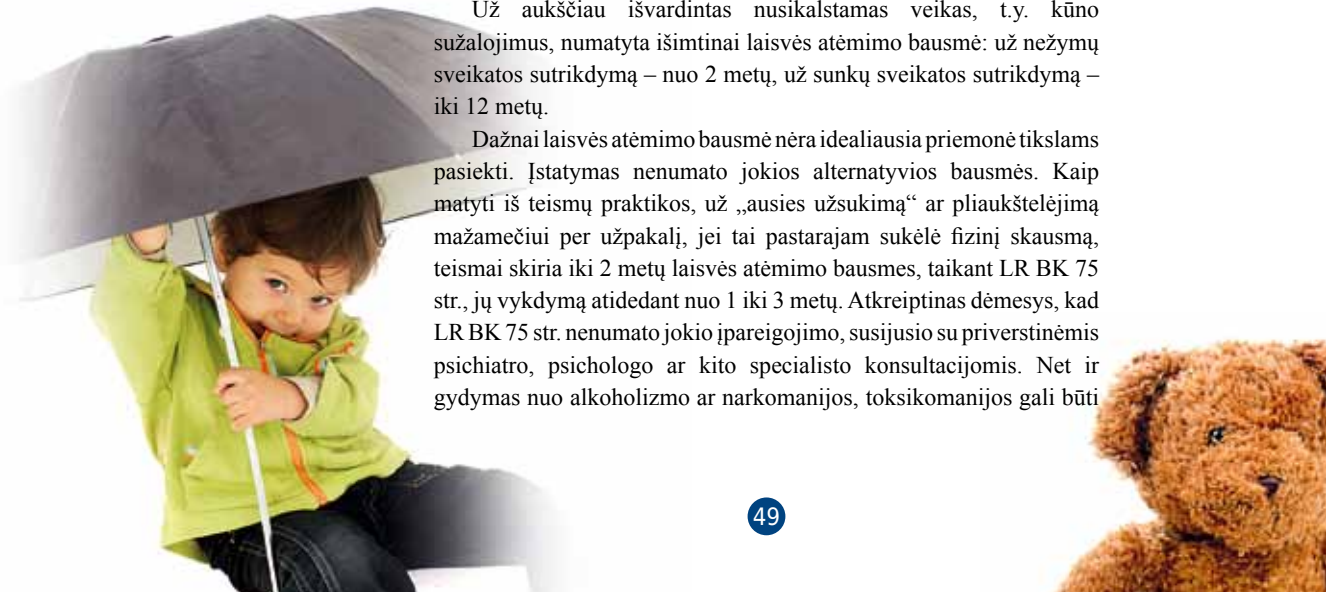 Už aukščiau išvardintas nusikalstamas veikas, t.y. kūno
sužalojimus, numatyta išimtinai laisvės atėmimo bausmė: už nežymų
sveikatos sutrikdymą – nuo 2 metų, už sunkų sveikatos sutrikdymą –
iki 12 metų.
Dažnai laisvės atėmimo bausmė nėra idealiausia priemonė tikslams
pasiekti. Įstatymas nenumato jokios alternatyvios bausmės. Kaip
matyti iš teismų praktikos, už „ausies užsukimą“ ar pliaukštelėjimą
mažamečiui per užpakalį, jei tai pastarajam sukėlė fizinį skausmą,
teismai skiria iki 2 metų laisvės atėmimo bausmes, taikant LR BK 75
str., jų vykdymą atidedant nuo 1 iki 3 metų. Atkreiptinas dėmesys, kad
LR BK 75 str. nenumato jokio įpareigojimo, susijusio su priverstinėmis
psichiatro, psichologo ar kito specialisto konsultacijomis. Net ir
gydymas nuo alkoholizmo ar narkomanijos, toksikomanijos gali būti
49